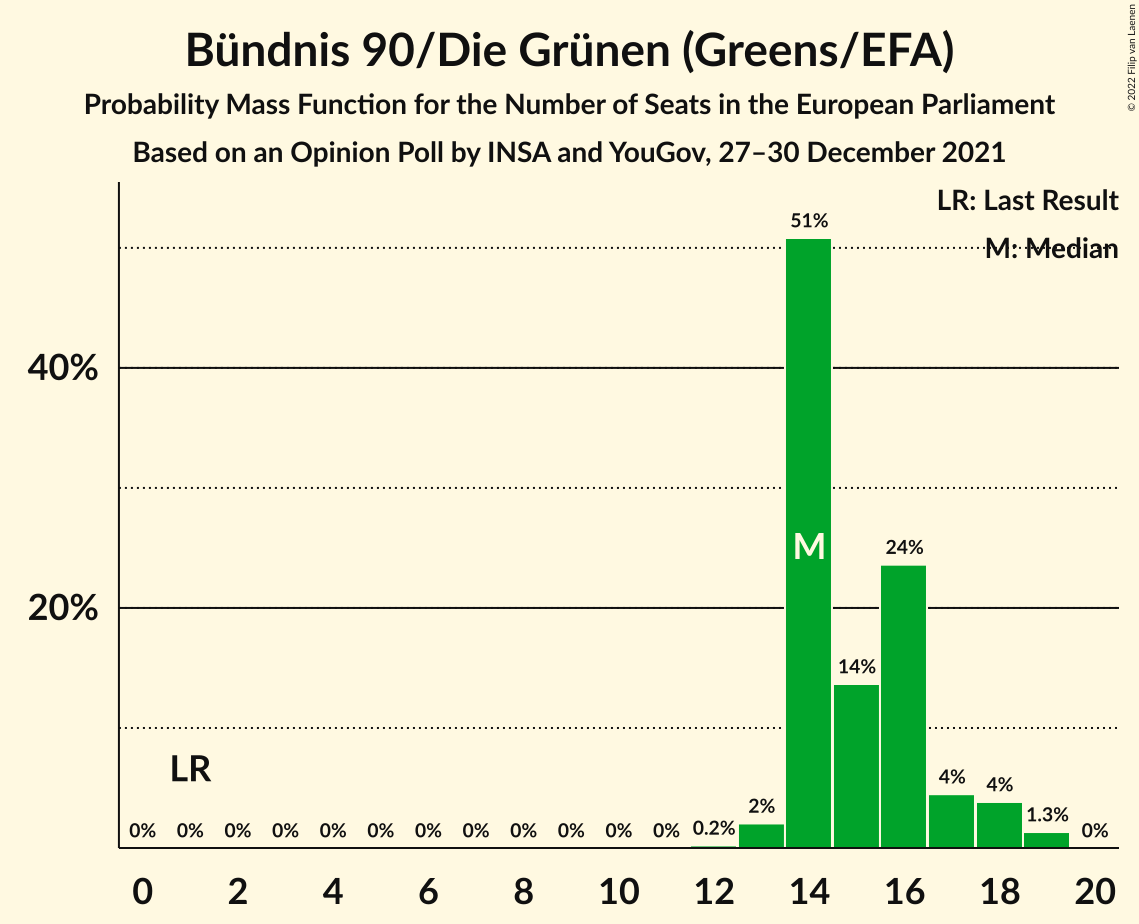 Bündnis 90/Die Grünen (Greens/EFA)
Probability Mass Function for the Number of Seats in the European Parliament
Based on an Opinion Poll by INSA and YouGov, 27–30 December 2021
© 2022 Filip van Laenen
LR: Last Result
M: Median
51%
40%
M
24%
20%
14%
LR
4%
4%
2%
1.3%
0% 0% 0% 0% 0% 0% 0% 0% 0% 0% 0% 0% 0.2% 0%
0 2 4 6 8 10 12 14 16 18 20